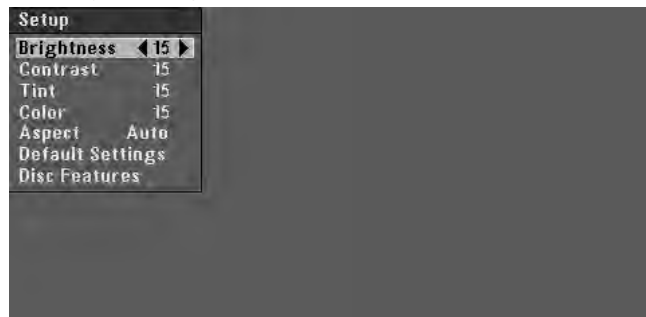 Setup
Brightness 15
Contrast 15
Tint 15
Color 15
Aspect Auto
Default Settings
Disc Features